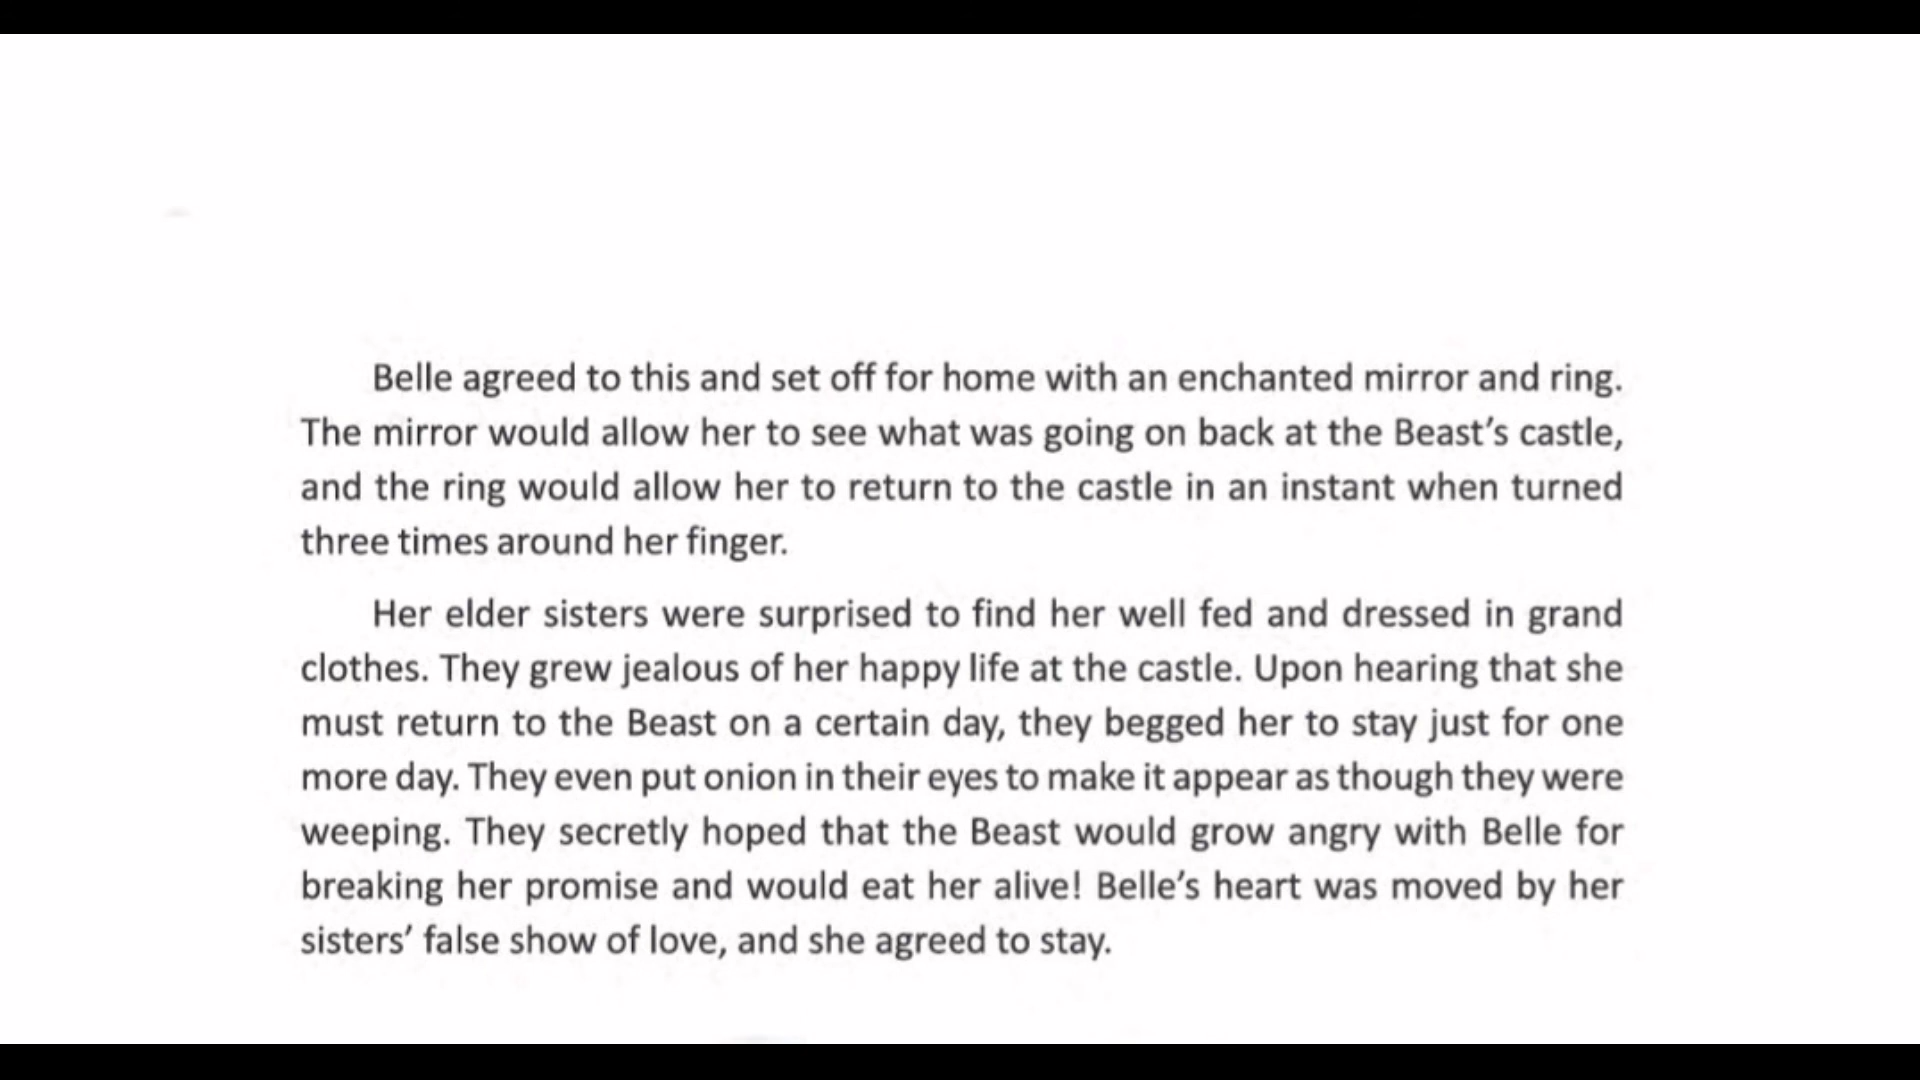 Belle agreed to this and set off for home with an enchanted mirror and ring.
The mirror would allow her to see what was going on back at the Beast’s castle,
and the ring would allow her to return to the castle in an instant when turned
three times around her finger.
Her elder sisters were surprised to find her well fed and dressed in grand
clothes. They grew jealous of her happy life at the castle. Upon hearing that she
must return to the Beast on a certain day, they begged her to stay just for one
more day. They even put onion in their eyes to make it appear as though they were
weeping. They secretly hoped that the Beast would grow angry with Belle for
breaking her promise and would eat her alive! Belle’s heart was moved by her
sisters’ false show of love, and she agreed to stay.